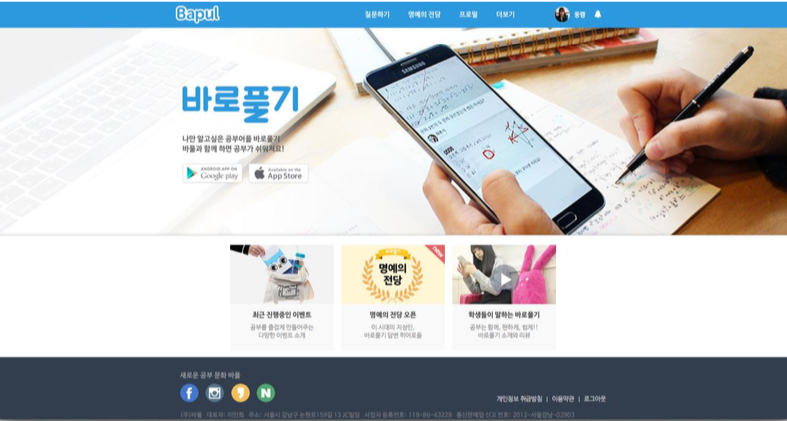 Bapul
질문하기 명예의 전당 프로필 더보기
SAMSUNG
바로풀기
나만 알고싶은 공부어플 바로풀기
바풀과 함께 하면 공부가 쉬워져요!
ANDROID APP ON
Google play
Available on the
App Store
명예의
전당
new
최근 진행중인 이벤트
공부를 즐겁게 만들어주는
다양한 이벤트 소개
명예의 전당 오픈
이 시대의 지성인,
바로풀기 답변 히어로들
학생들이 말하는 바로풀기
공부는 함께, 편하게, 쉽게!!
바로풀기 소개와 리뷰
새로운 공부 문화 바풀
개인정보 취급방침 | 이용약관 | 로그아웃
(주)바풀 대표자: 이민희 주소: 서울시 강남구 논현로159길 13 JC빌딩 사업자 등록번호: 119-86-43229 통신판매업 신고 번호: 2012-서울강남-02903